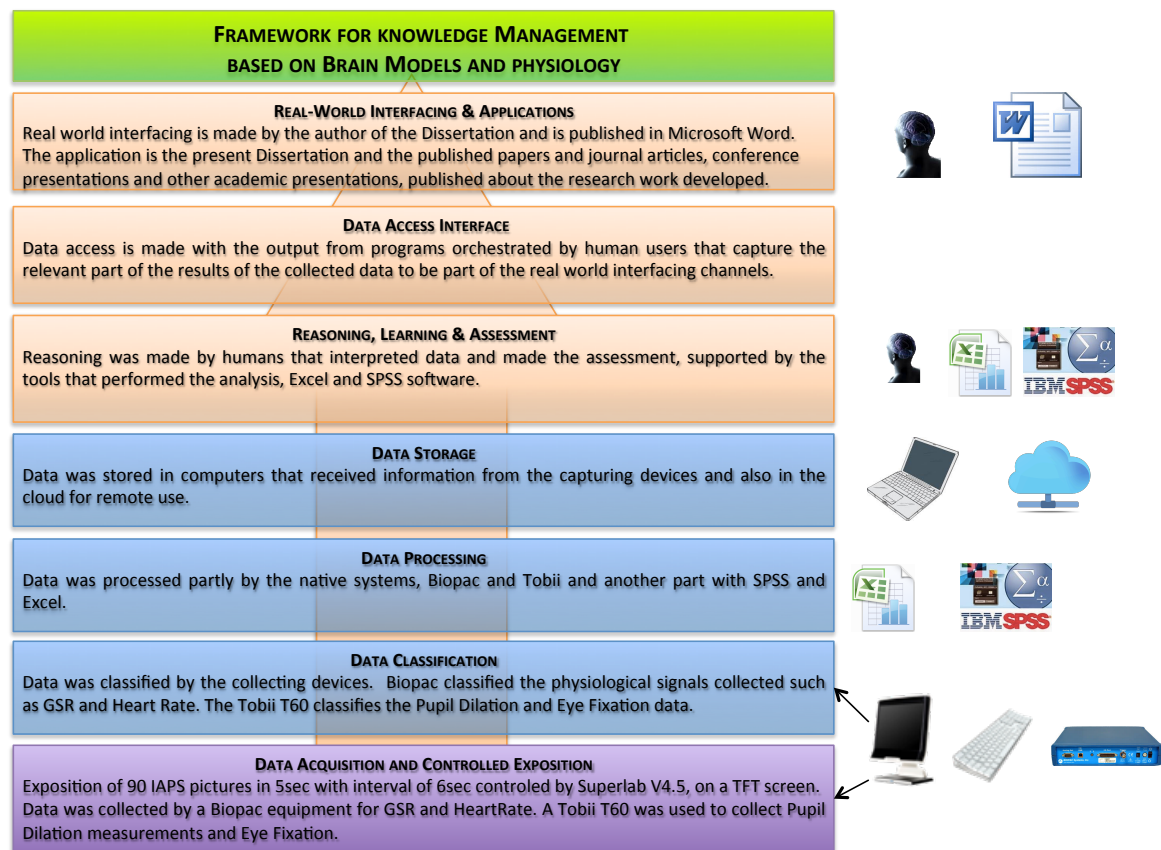 FRAMEWORK FOR KNOWLEDGE MANAGEMENT
BASED ON BRAIN MODELS AND PHYSIOLOGY
REAL-WORLD INTERFACING & APPLICATIONS
Real world interfacing is made by the author of the Dissertation and is published in Microsoft Word.
The application is the present Dissertation and the published papers and journal articles, conference
presentations and other academic presentations, published about the research work developed.
W
DATA ACCESS INTERFACE
Data access is made with the output from programs orchestrated by human users that capture the
relevant part of the results of the collected data to be part of the real world interfacing channels.
REASONING, LEARNING & ASSESSMENT
Reasoning was made by humans that interpreted data and made the assessment, supported by the
tools that performed the analysis, Excel and SPSS software.
X
Σ α
÷
IBM SPSS
DATA STORAGE
Data was stored in computers that received information from the capturing devices and also in the
cloud for remote use.
DATA PROCESSING
Data was processed partly by the native systems, Biopac and Tobii and another part with SPSS and
Excel.
X
Σ α
÷
IBM SPSS
DATA CLASSIFICATION
Data was classified by the collecting devices. Biopac classified the physiological signals collected such
as GSR and Heart Rate. The Tobii T60 classifies the Pupil Dilation and Eye Fixation data.
DATA ACQUISITION AND CONTROLLED EXPOSITION
Exposition of 90 IAPS pictures in 5sec with interval of 6sec controled by Superlab V4.5, on a TFT screen.
Data was collected by a Biopac equipment for GSR and HeartRate. A Tobii T60 was used to collect Pupil
Dilation measurements and Eye Fixation.